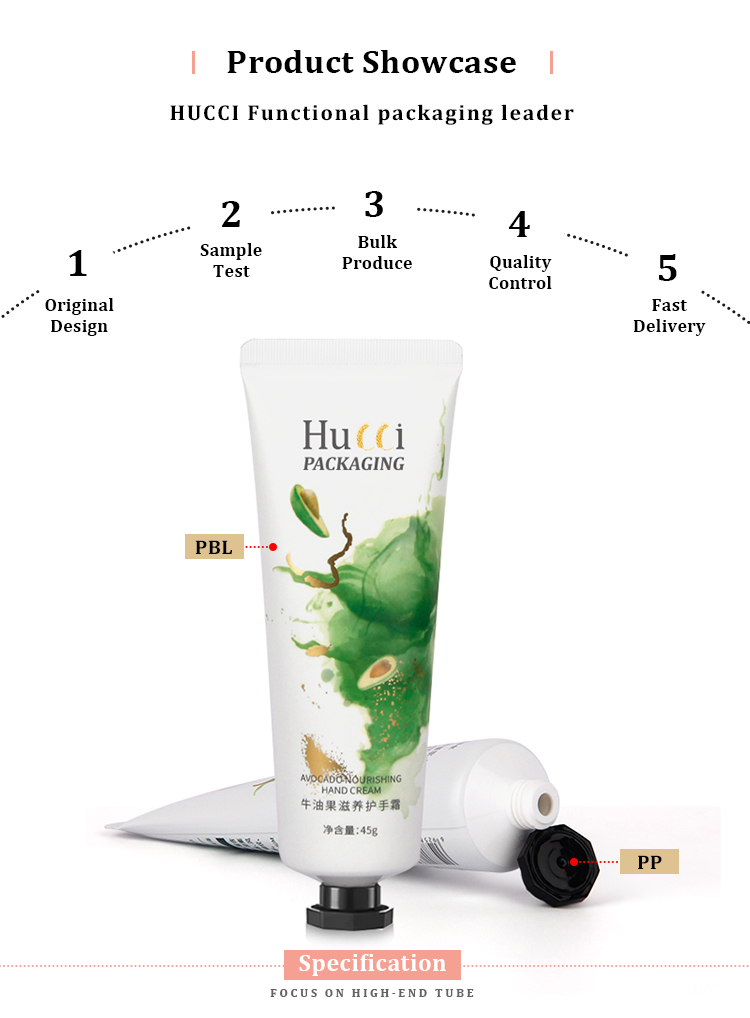 Product Showcase
HUCCI Functional packaging leader
1
Original
Design
2
Sample
Test
3
Bulk
Produce
4
Quality
Control
5
Fast
Delivery
Hucci
PACKAGING
PBL
AVOCADO NOURISHING
HAND CREAM
牛油果滋养护手霜
净含量:45g
PP
Specification
FOCUS ON HIGH-END TUBE